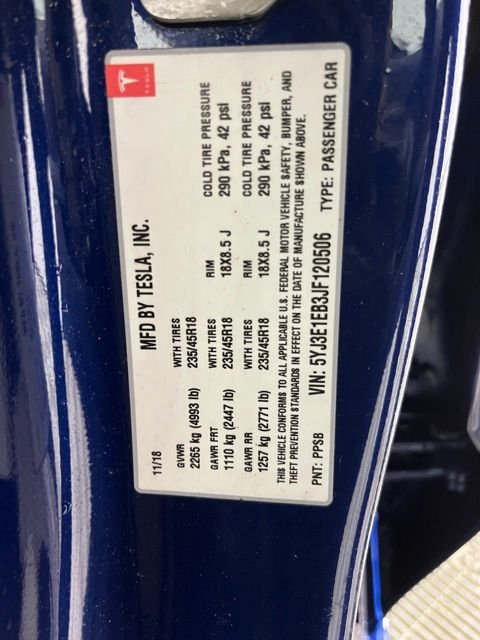 TESLA
MFD BY TESLA, INC.
11/18
GVWR WITH TIRES RIM COLD TIRE PRESSURE
2265 kg (4993 lb) 235/45R18 18X8.5 J 290 kPa, 42 psi
GAWR FRT WITH TIRES RIM COLD TIRE PRESSURE
1110 kg (2447 lb) 235/45R18 18X8.5 J 290 kPa, 42 psi
GAWR RR WITH TIRES
1257 kg (2771 lb) 235/45R18
THIS VEHICLE CONFORMS TO ALL APPLICABLE U.S. FEDERAL MOTOR VEHICLE SAFETY, BUMPER, AND
THEFT PREVENTION STANDARDS IN EFFECT ON THE DATE OF MANUFACTURE SHOWN ABOVE.
PNT: PPSB VIN: 5YJ3E1EB3JF120506 TYPE: PASSENGER CAR